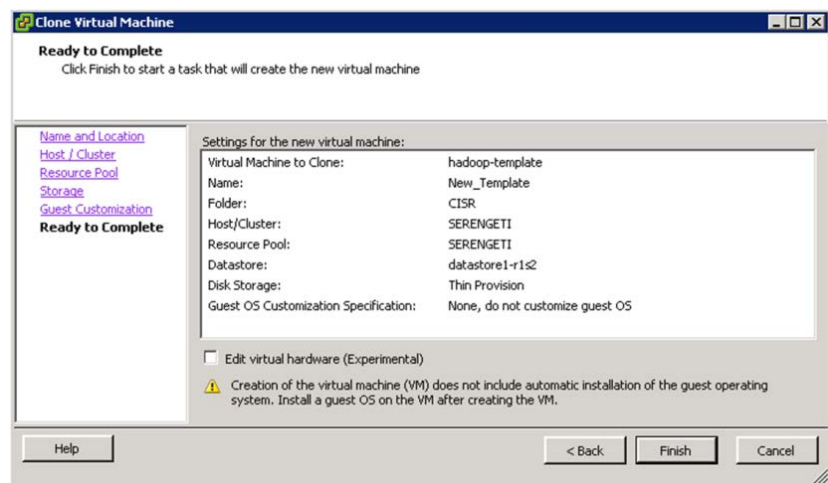 Clone Virtual Machine
Ready to Complete
Click Finish to start a task that will create the new virtual machine
Name and Location
Host / Cluster
Resource Pool
Storage
Guest Customization
Ready to Complete
Settings for the new virtual machine:
Virtual Machine to Clone: hadoop-template
Name: New_Template
Folder: CISR
Host/Cluster: SERENGETI
Resource Pool: SERENGETI
Datastore: datastore1-r1s2
Disk Storage: Thin Provision
Guest OS Customization Specification: None, do not customize guest OS
Edit virtual hardware (Experimental)
Creation of the virtual machine (VM) does not include automatic installation of the guest operating
system. Install a guest OS on the VM after creating the VM.
Help
< Back
Finish
Cancel